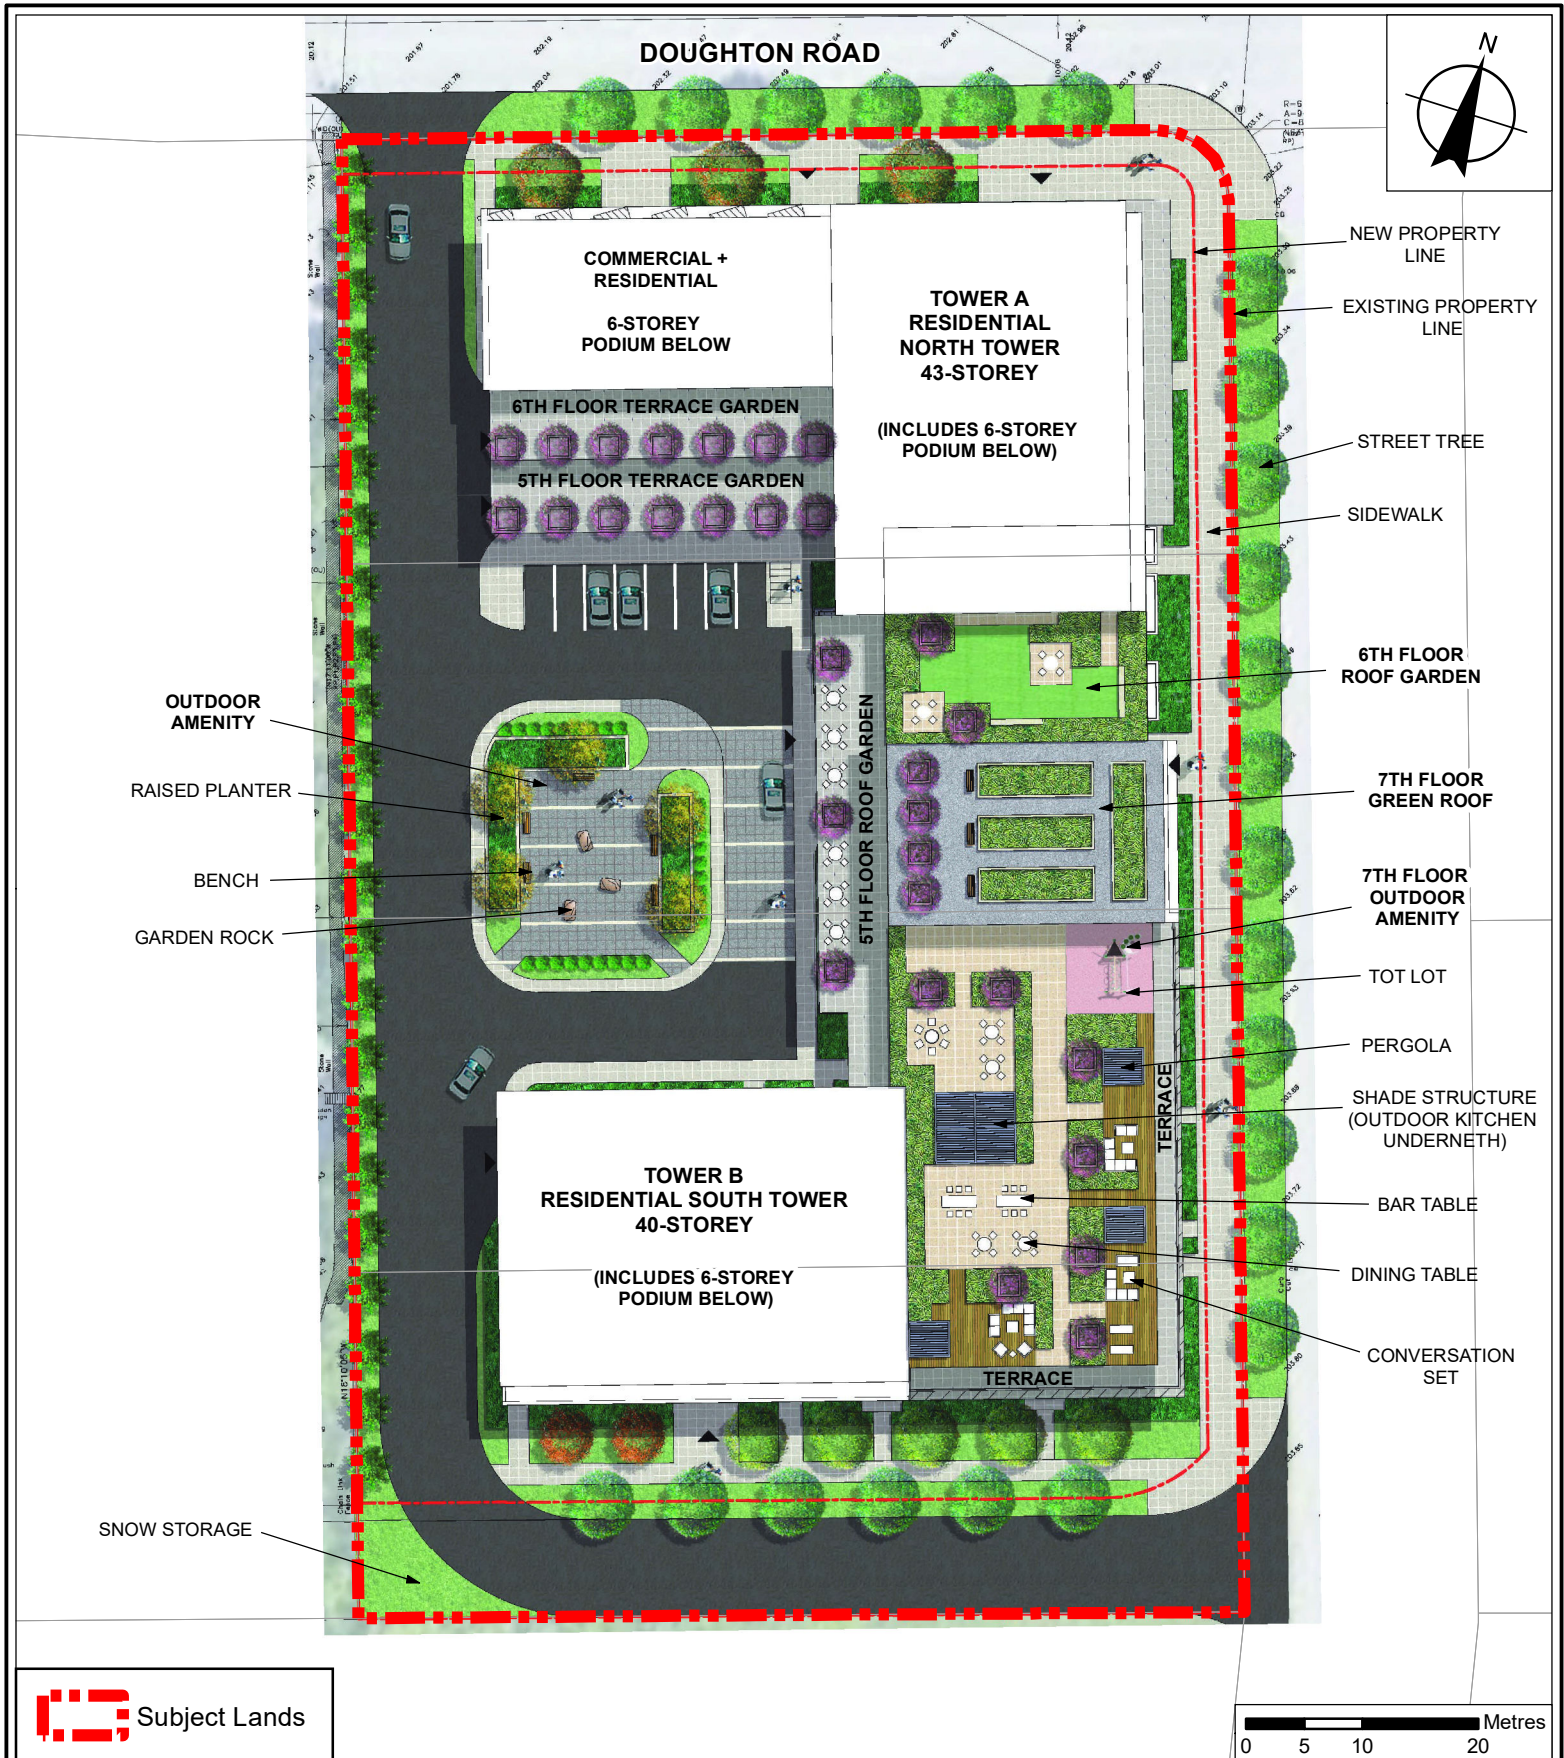 DOUGHTON ROAD
N
COMMERCIAL +
RESIDENTIAL
6-STOREY
PODIUM BELOW
TOWER A
RESIDENTIAL
NORTH TOWER
43-STOREY
(INCLUDES 6-STOREY
PODIUM BELOW)
6TH FLOOR TERRACE GARDEN
5TH FLOOR TERRACE GARDEN
NEW PROPERTY
LINE
EXISTING PROPERTY
LINE
STREET TREE
SIDEWALK
6TH FLOOR
ROOF GARDEN
7TH FLOOR
GREEN ROOF
7TH FLOOR
OUTDOOR
AMENITY
TOT LOT
PERGOLA
SHADE STRUCTURE
(OUTDOOR KITCHEN
UNDERNETH)
BAR TABLE
DINING TABLE
CONVERSATION
SET
OUTDOOR
AMENITY
RAISED PLANTER
BENCH
GARDEN ROCK
5TH FLOOR ROOF GARDEN
TERRACE
TOWER B
RESIDENTIAL SOUTH TOWER
40-STOREY
(INCLUDES 6-STOREY
PODIUM BELOW)
TERRACE
SNOW STORAGE
Subject Lands
Metres
0 5 10 20